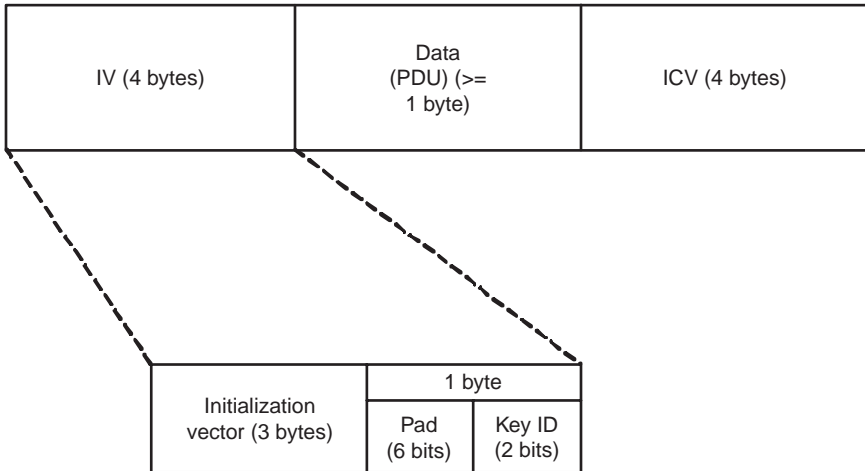 IV (4 bytes)
Data
(PDU) (>=
1 byte)
ICV (4 bytes)
Initialization
vector (3 bytes)
1 byte
Pad
(6 bits)
Key ID
(2 bits)